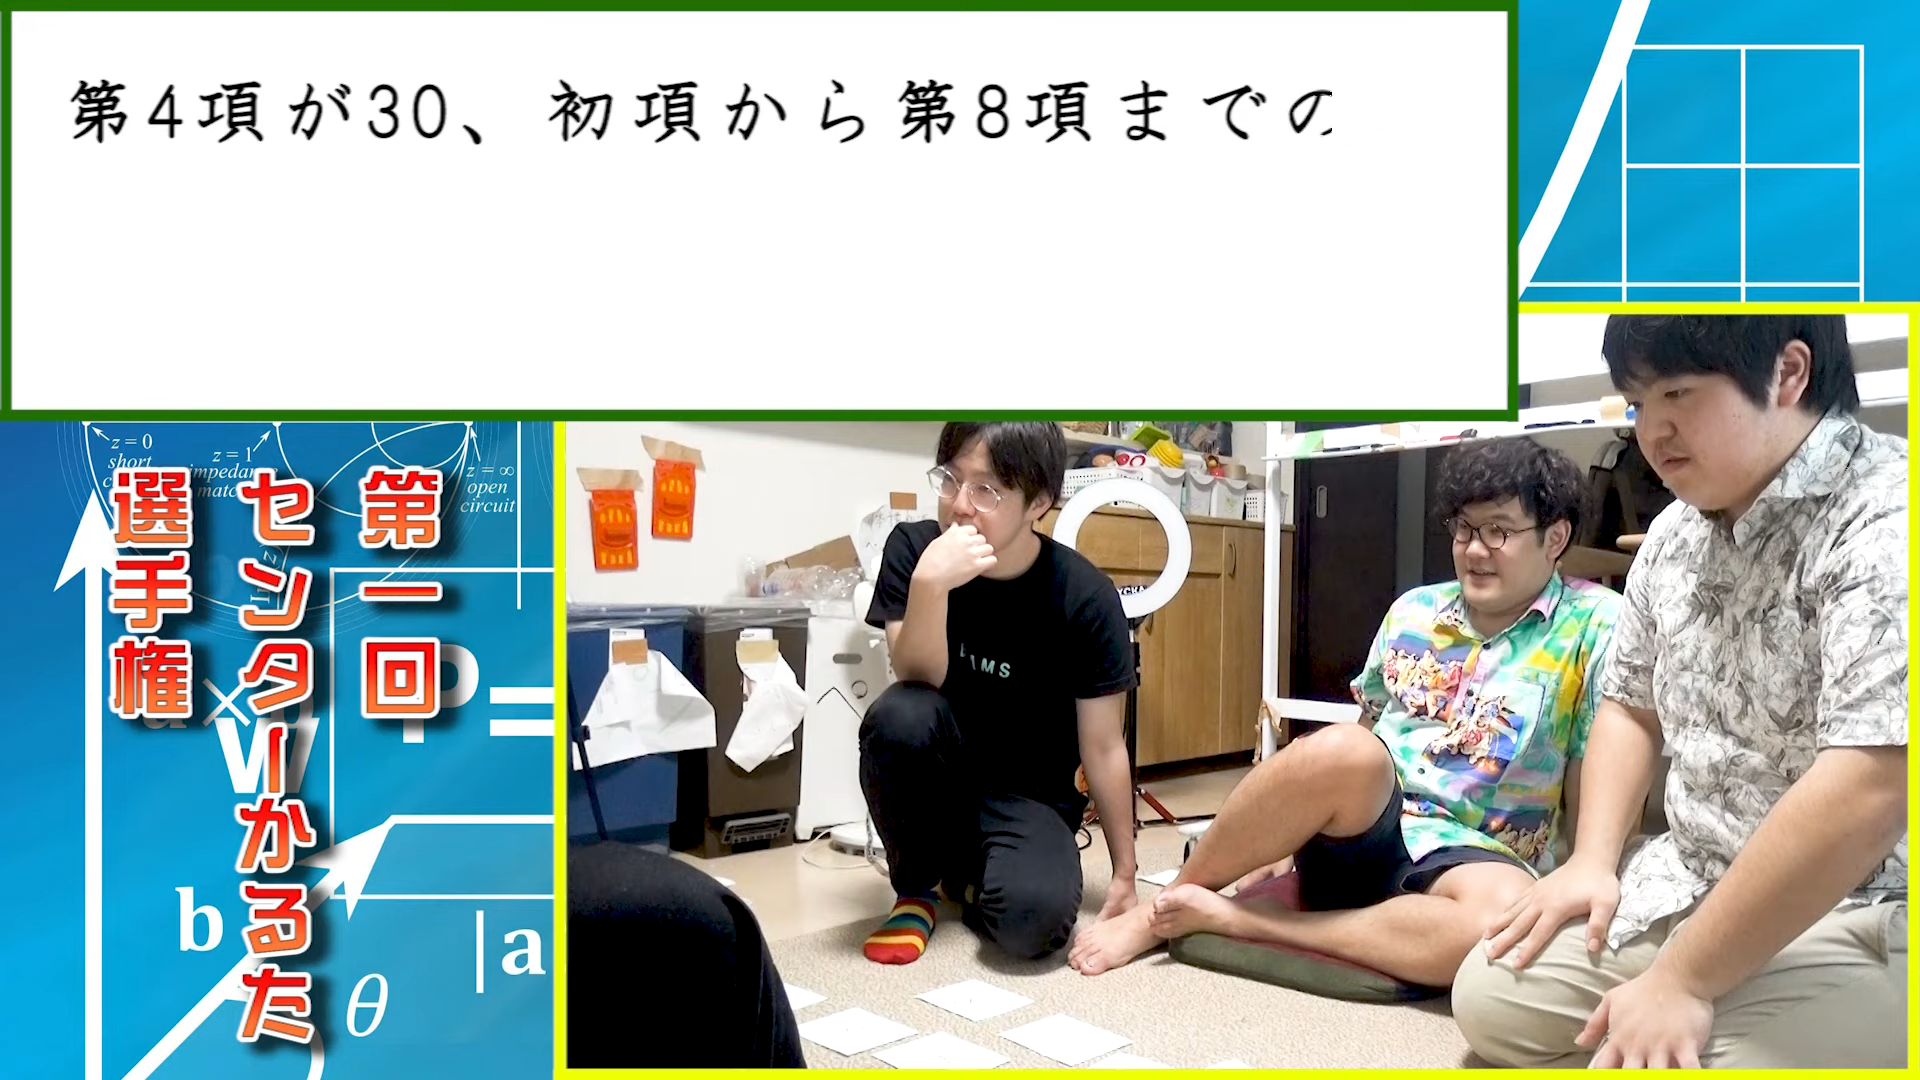 第4項が30、初項から第8項までの
z = 0
short
z = 1
impedance
z = ∞
open
circuit
第一回
センターかるた
選手権
P=
W
b
|a
θ